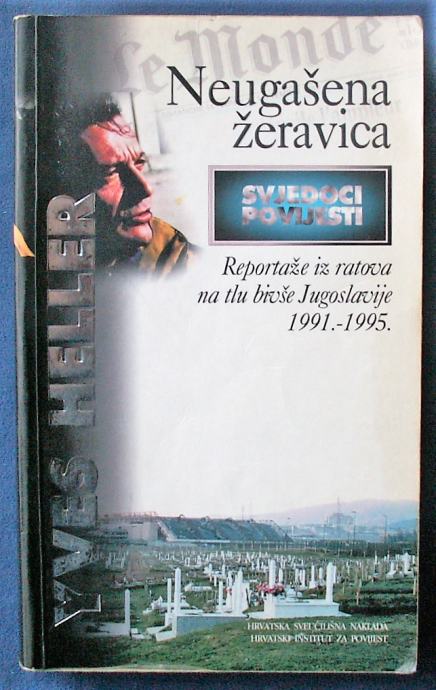 Le Monde
Neugašena
žeravica
SVJEDOCI
POVIJESTI
Reportaže iz ratova
na tlu bivše Jugoslavije
1991.-1995.
YVES HELLER
HRVATSKA SVEUČILIŠNA NAKLADA
HRVATSKI INSTITUT ZA POVIJEST